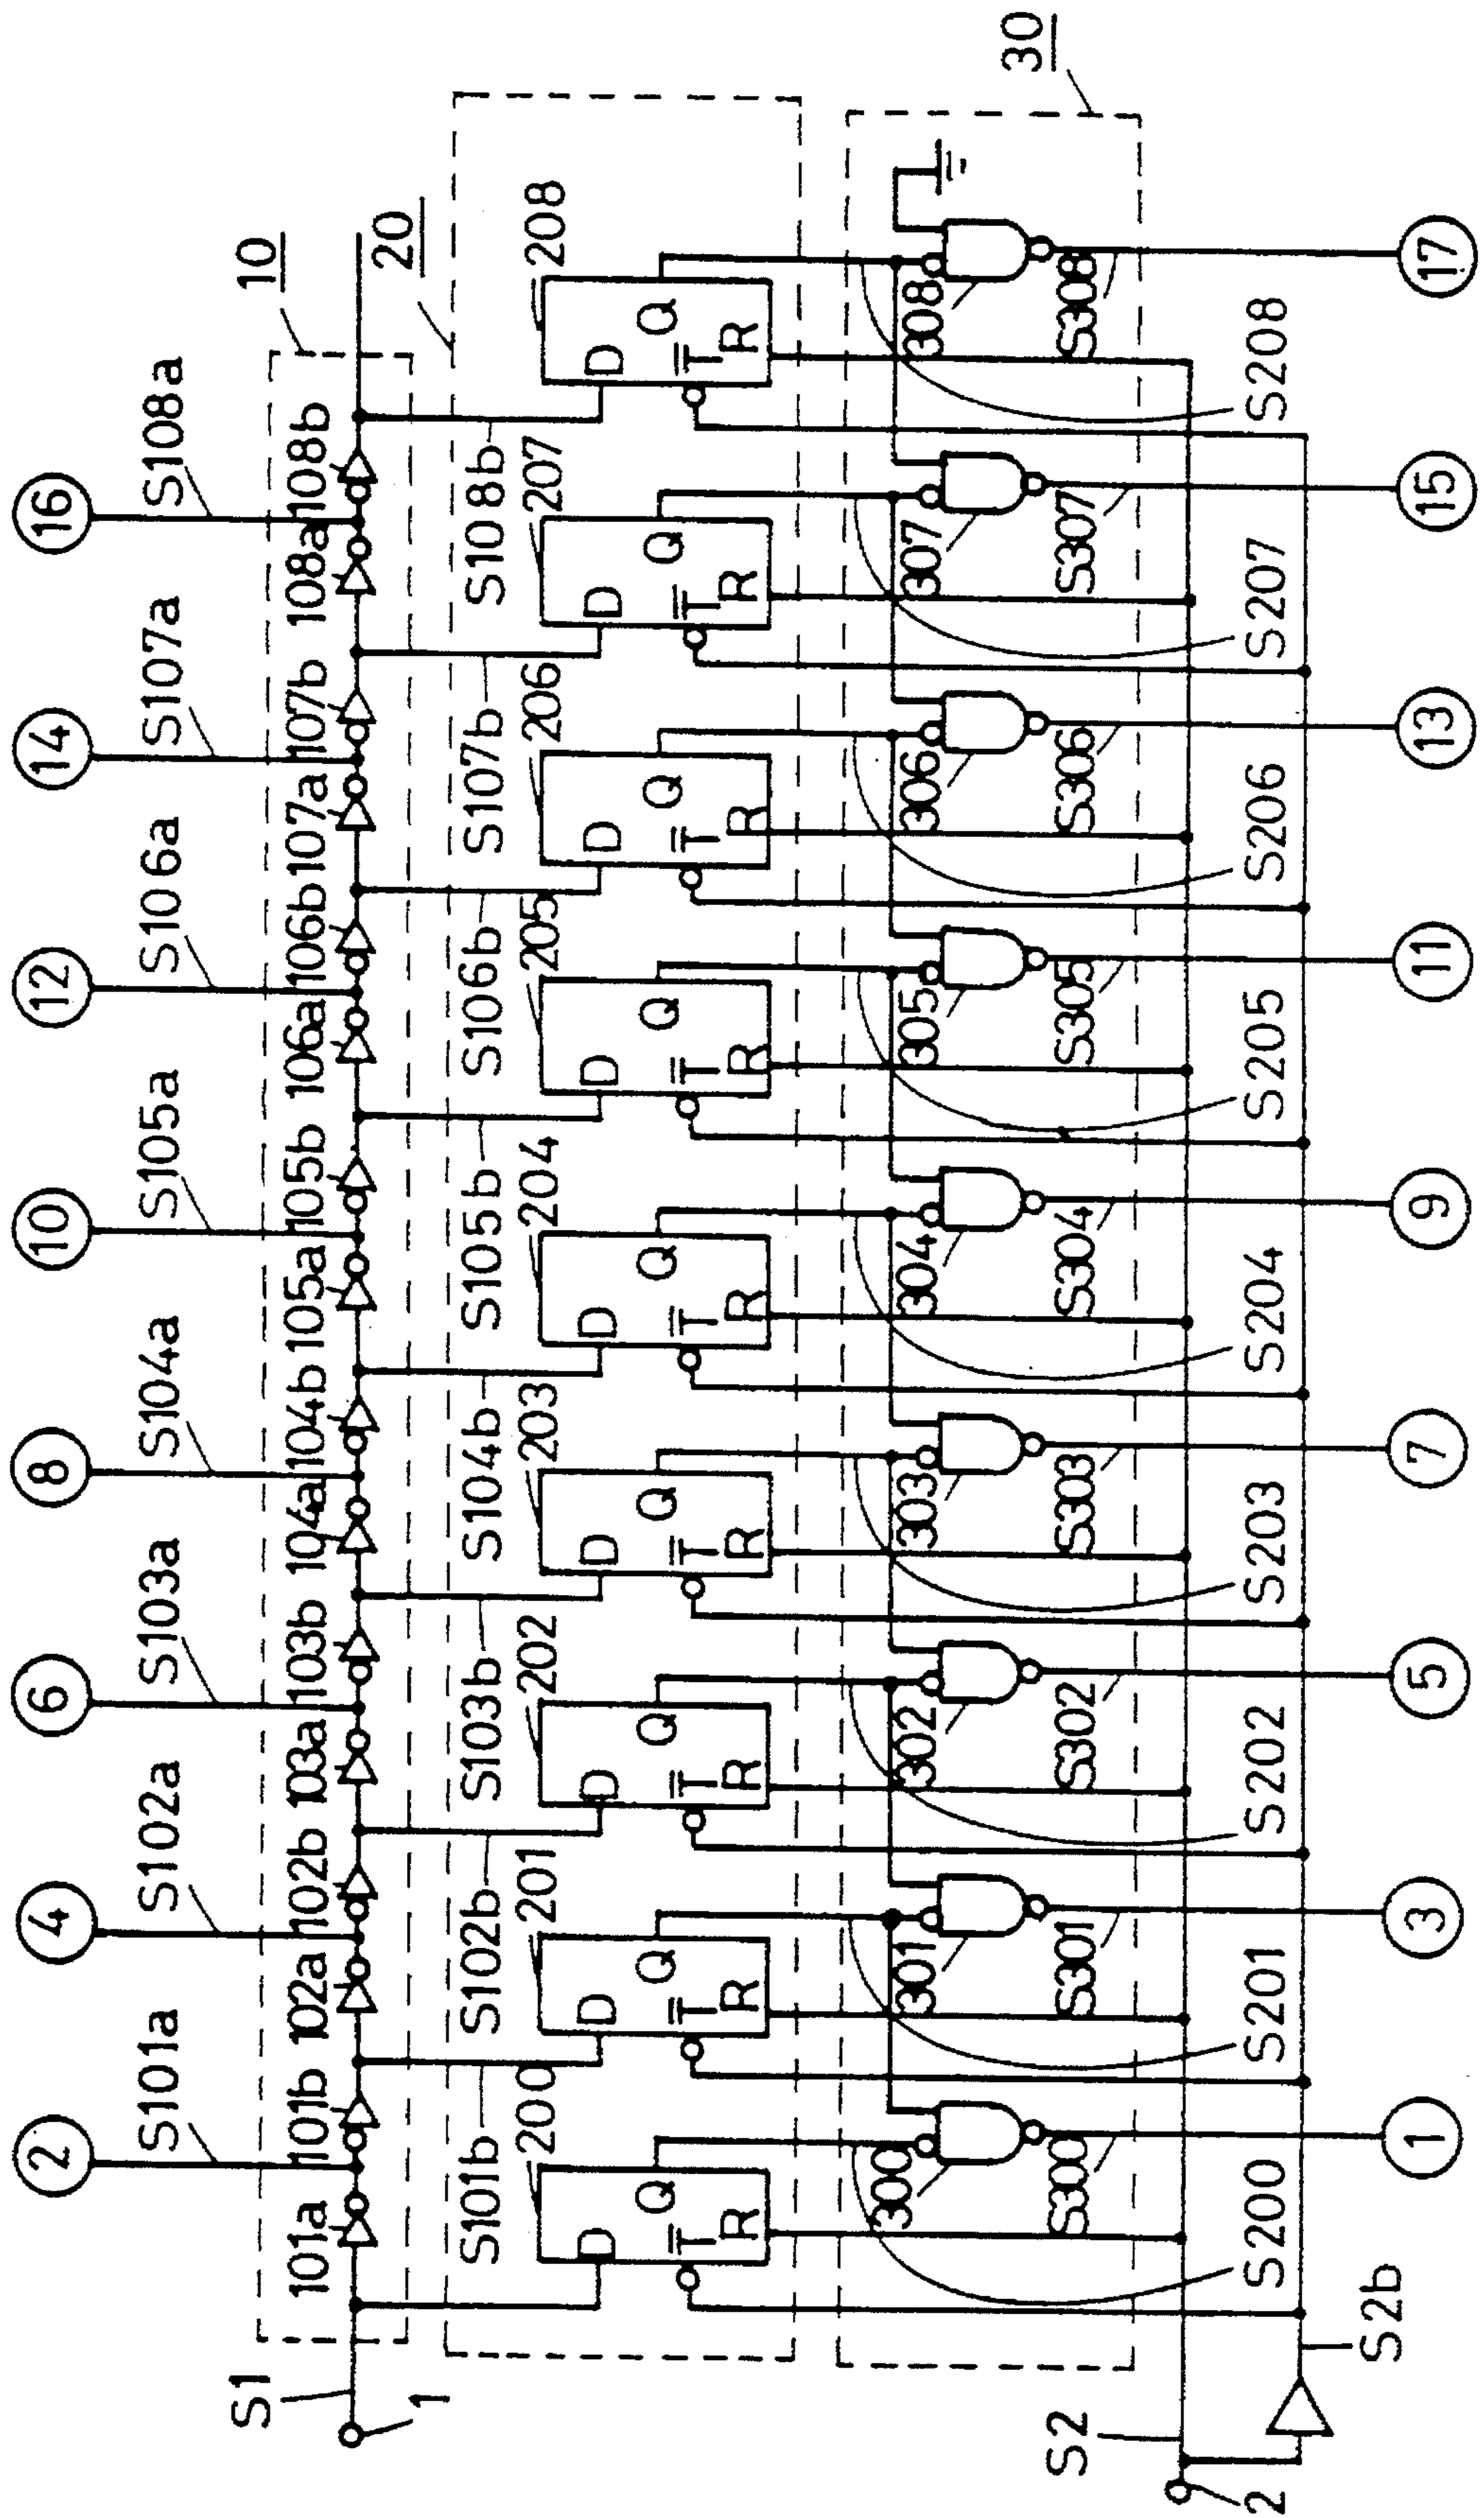 2 4 6 8 10 12 14 16
S101a S102a S103a S104a S105a S106a S107a S108a
10
S1
101a 101b 102a 102b 103a 103b 104a 104b 105a 105b 106a 106b 107a 107b 108a 108b
1
20
S101b S102b S103b S104b S105b S106b S107b S108b
200 201 202 203 204 205 206 207 208
D D D D D D D D D
Q Q Q Q Q Q Q Q Q
T̅ T̅ T̅ T̅ T̅ T̅ T̅ T̅ T̅
R R R R R R R R R
300 301 302 303 304 305 306 307 308
30
S2
S300 S301 S302 S303 S304 S305 S306 S307 S308
2
S200 S201 S202 S203 S204 S205 S206 S207 S208
S2b
1 3 5 7 9 11 13 15 17